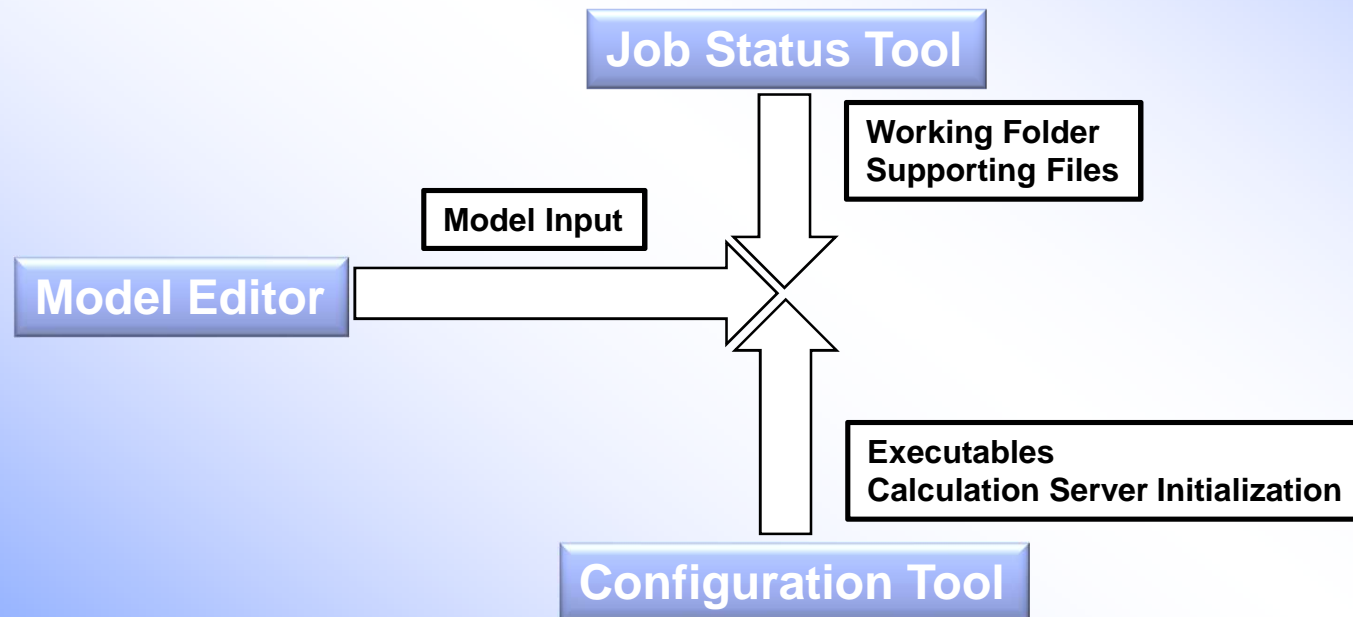 Job Status Tool
Working Folder
Supporting Files
Model Input
Model Editor
Executables
Calculation Server Initialization
Configuration Tool